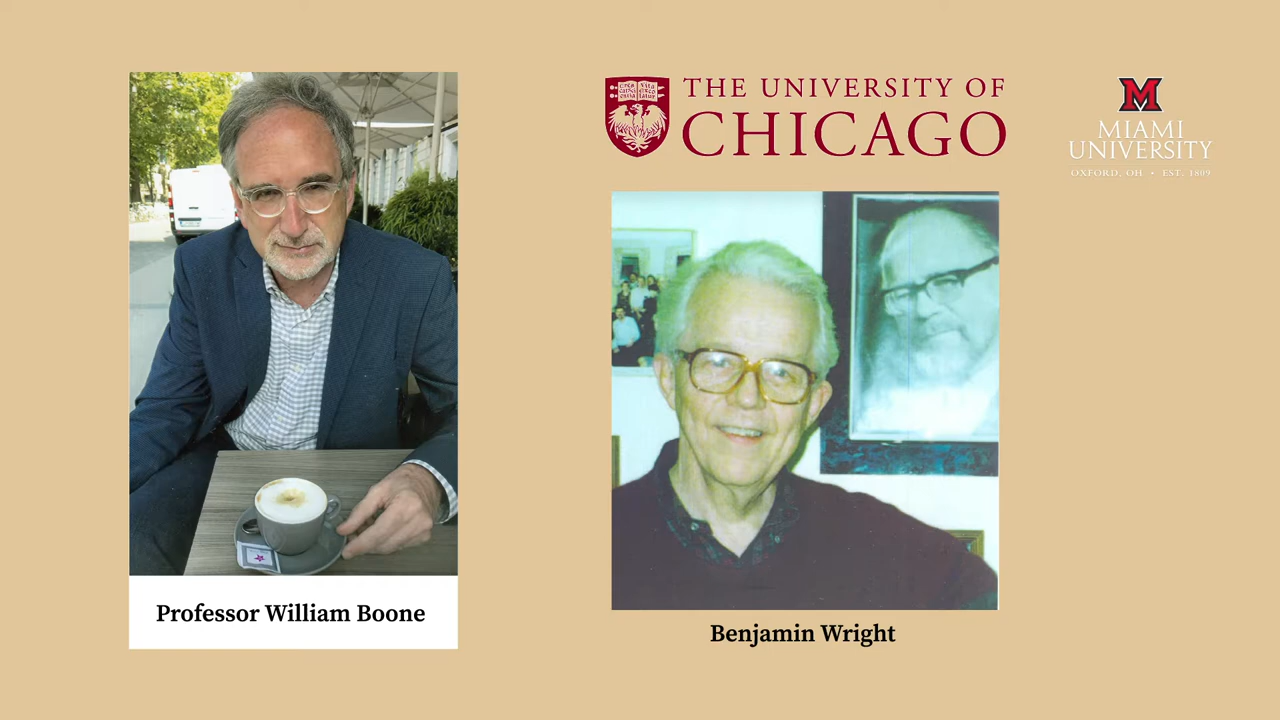 THE UNIVERSITY OF
CHICAGO
M
MIAMI
UNIVERSITY
OXFORD, OH • EST. 1809
Professor William Boone
Benjamin Wright